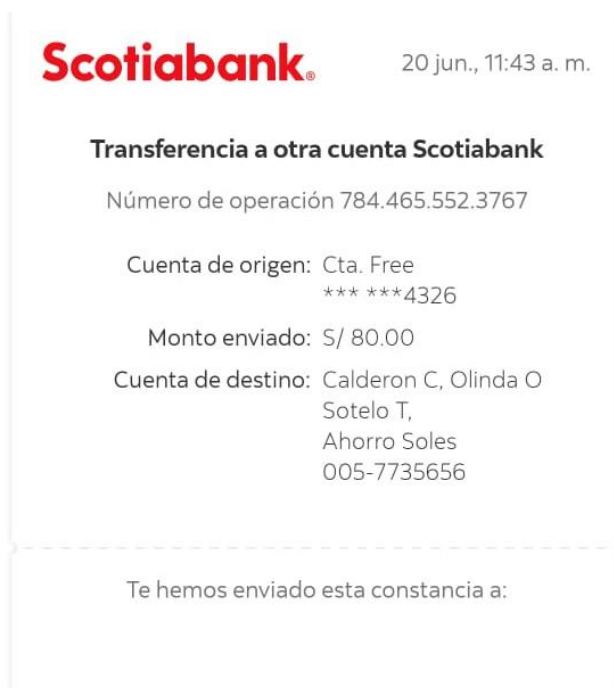 Scotiabank®
20 jun., 11:43 a. m.
Transferencia a otra cuenta Scotiabank
Número de operación 784.465.552.3767
Cuenta de origen: Cta. Free
*** ***4326
Monto enviado: S/ 80.00
Cuenta de destino: Calderon C, Olinda O
Sotelo T,
Ahorro Soles
005-7735656
Te hemos enviado esta constancia a: